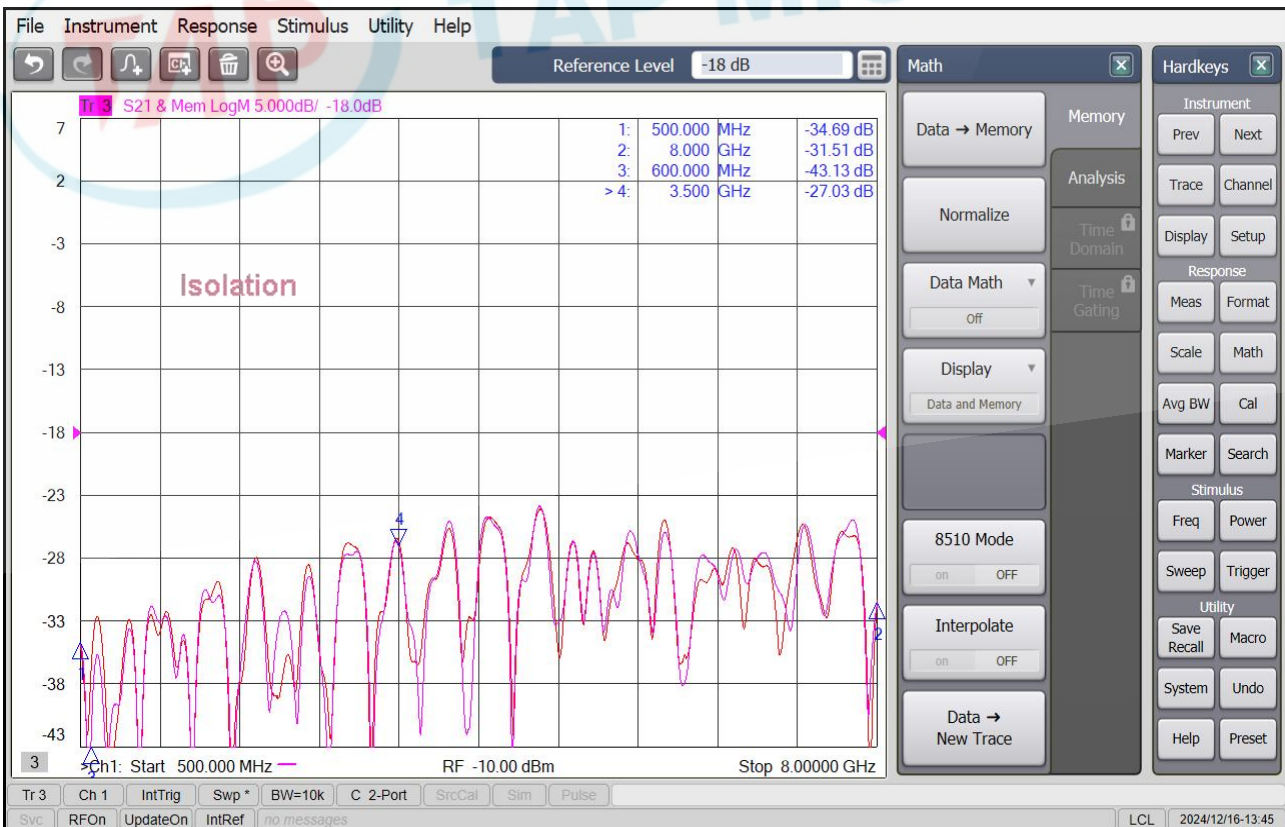 TAP TAP MIC
File Instrument Response Stimulus Utility Help
Reference Level -18 dB
Tr 3 S21 & Mem LogM 5.000dB/ -18.0dB
1: 500.000 MHz -34.69 dB
2: 8.000 GHz -31.51 dB
3: 600.000 MHz -43.13 dB
> 4: 3.500 GHz -27.03 dB
7
2
-3
-8
-13
-18
-23
-28
-33
-38
-43
Isolation
4
1
2
3
3 >Ch1: Start 500.000 MHz RF -10.00 dBm Stop 8.00000 GHz
Math
Data → Memory
Normalize
Data Math
Off
Display
Data and Memory
8510 Mode
on OFF
Interpolate
on OFF
Data →
New Trace
Memory
Analysis
Time
Domain
Time
Gating
Hardkeys
Instrument
Prev Next
Trace Channel
Display Setup
Response
Meas Format
Scale Math
Avg BW Cal
Marker Search
Stimulus
Freq Power
Sweep Trigger
Utility
Save
Recall
Macro
System Undo
Help Preset
Tr 3 Ch 1 IntTrig Swp * BW=10k C 2-Port SrcCal Sim Pulse
Svc RFOn UpdateOn IntRef no messages LCL 2024/12/16-13:45